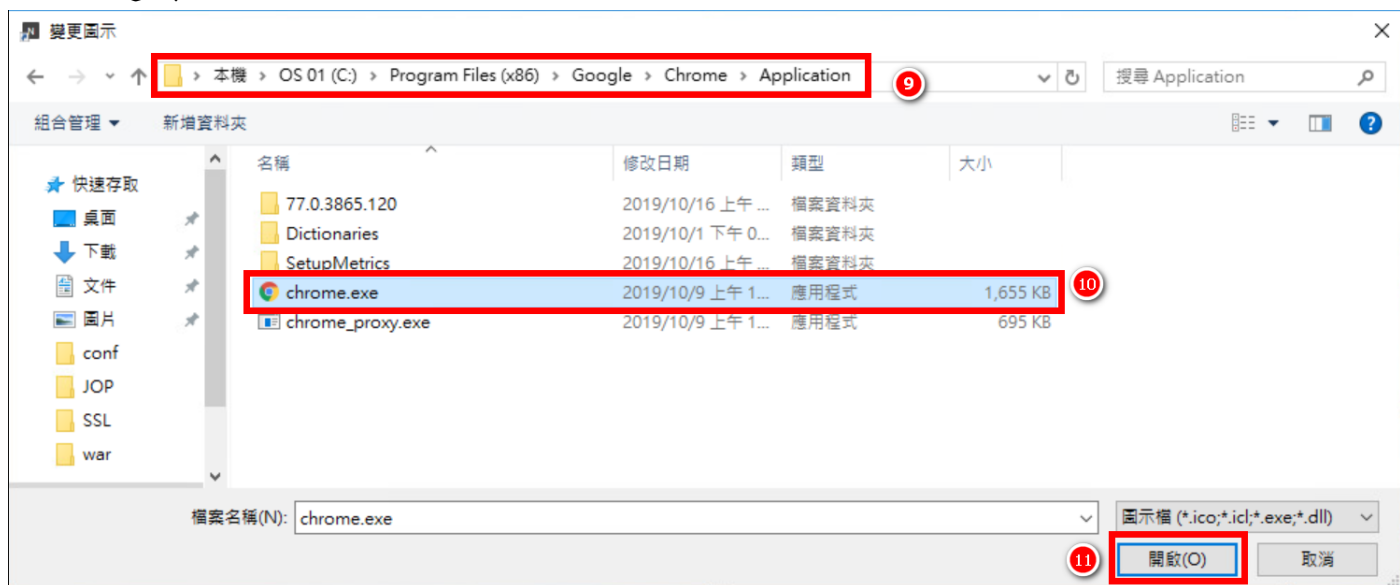 變更圖示
本機 > OS 01 (C:) > Program Files (x86) > Google > Chrome > Application
9
搜尋 Application
組合管理
新增資料夾
名稱 修改日期 類型 大小
快速存取
桌面
下載
文件
圖片
conf
JOP
SSL
war
77.0.3865.120 2019/10/16 上午 ... 檔案資料夾
Dictionaries 2019/10/1 下午 0... 檔案資料夾
SetupMetrics 2019/10/16 上午 ... 檔案資料夾
chrome.exe 2019/10/9 上午 1... 應用程式 1,655 KB
10
chrome_proxy.exe 2019/10/9 上午 1... 應用程式 695 KB
檔案名稱(N): chrome.exe
圖示檔 (*.ico;*.icl;*.exe;*.dll)
11
開啟(O) 取消